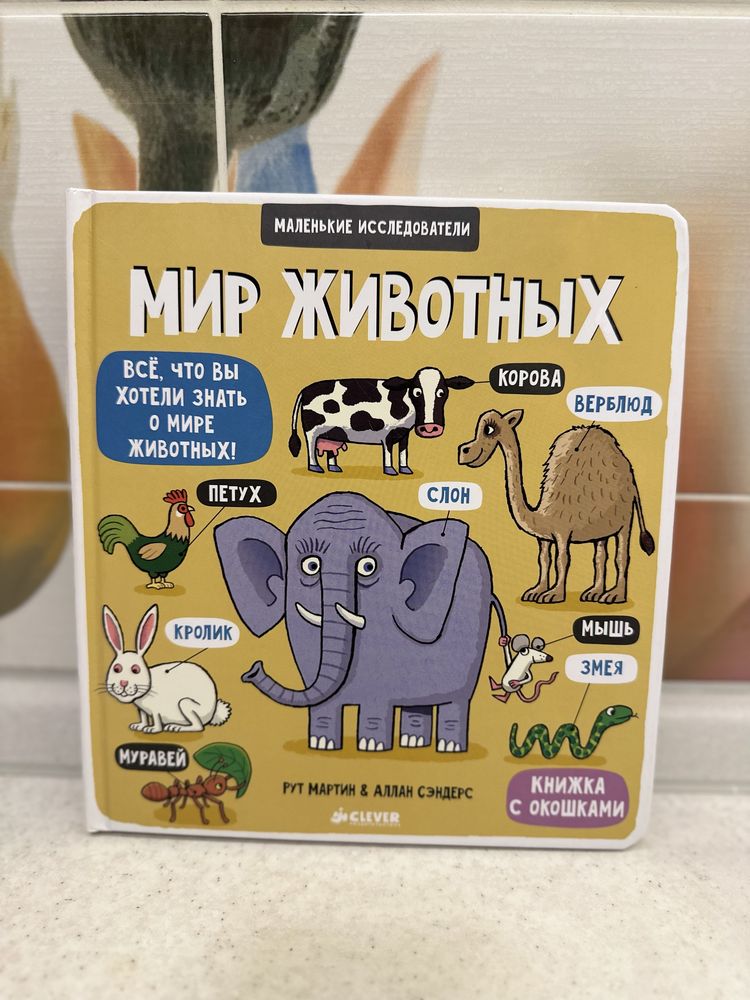 МАЛЕНЬКИЕ ИССЛЕДОВАТЕЛИ
МИР ЖИВОТНЫХ
ВСЁ, ЧТО ВЫ
ХОТЕЛИ ЗНАТЬ
О МИРЕ
ЖИВОТНЫХ!
КОРОВА
ВЕРБЛЮД
ПЕТУХ
СЛОН
КРОЛИК
МЫШЬ
ЗМЕЯ
МУРАВЕЙ
РУТ МАРТИН & АЛЛАН СЭНДЕРС
КНИЖКА
С ОКОШКАМИ
CLEVER